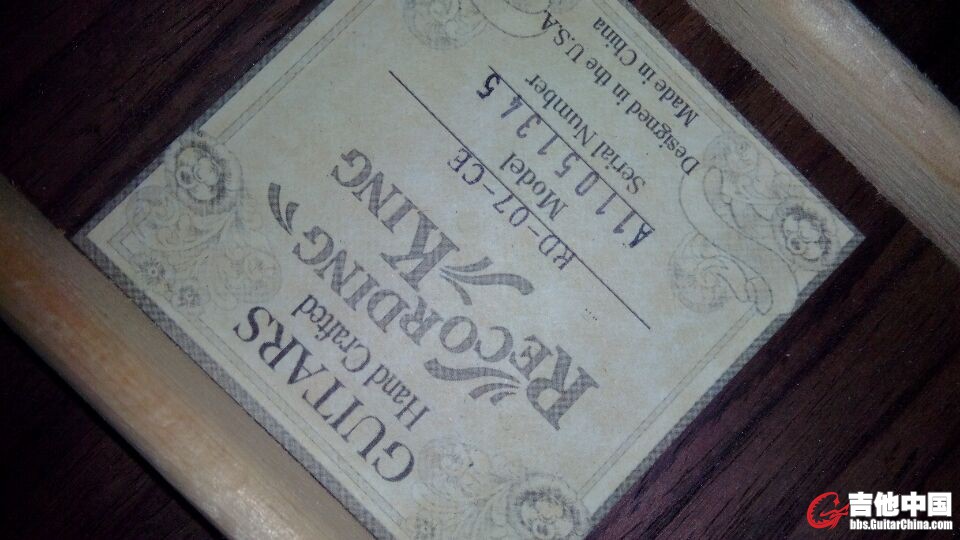 GUITARS
Hand Crafted
RECORDING
KING
RD-07-CE
Model
A11051345
Serial Number
Designed in the U.S.A
Made in China
吉他中国
bbs.GuitarChina.com